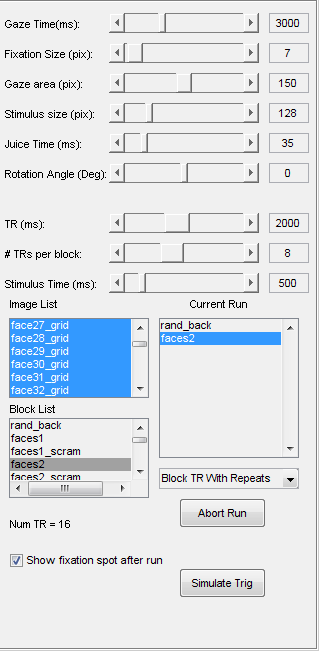 Gaze Time(ms): 3000
Fixation Size (pix): 7
Gaze area (pix): 150
Stimulus size (pix): 128
Juice Time (ms): 35
Rotation Angle (Deg): 0
TR (ms): 2000
# TRs per block: 8
Stimulus Time (ms): 500
Image List
face27_grid
face28_grid
face29_grid
face30_grid
face31_grid
face32_grid
Block List
rand_back
faces1
faces1_scram
faces2
faces2_scram
Num TR = 16
Show fixation spot after run
Current Run
rand_back
faces2
Block TR With Repeats
Abort Run
Simulate Trig